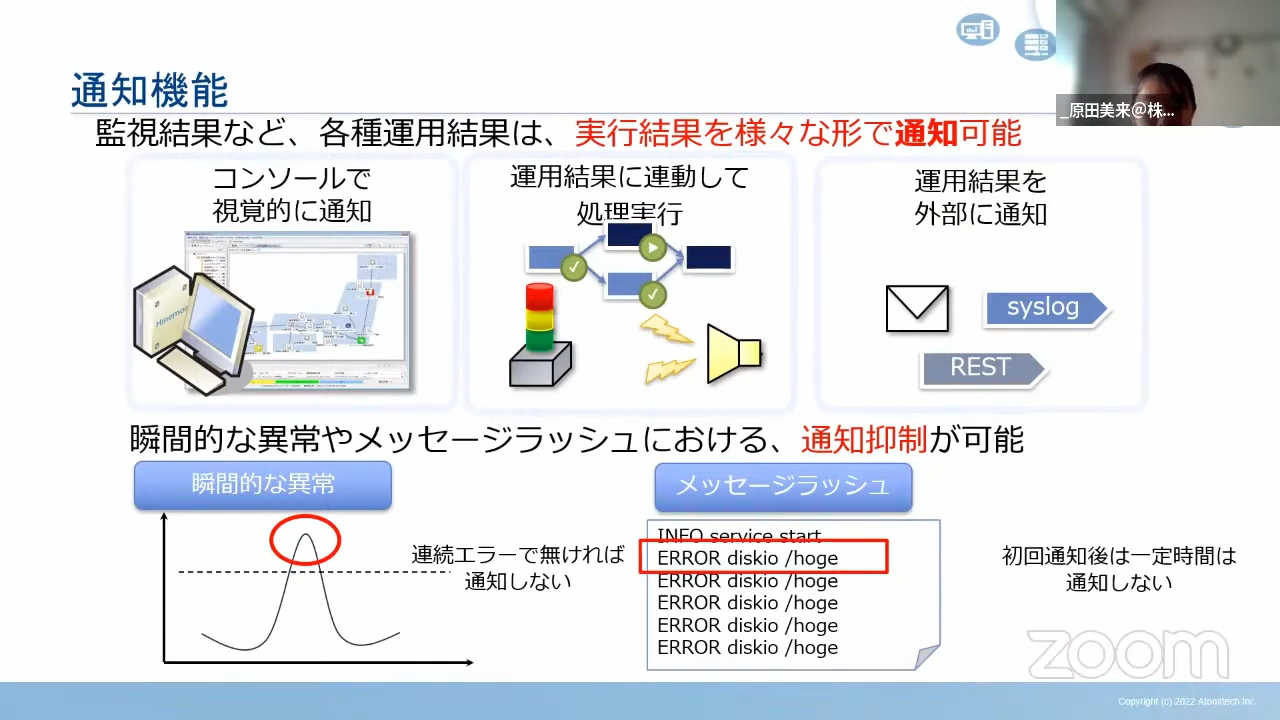 通知機能
_原田美来@株...
監視結果など、各種運用結果は、実行結果を様々な形で通知可能
コンソールで
視覚的に通知
Hinemos
運用結果に連動して
処理実行
運用結果を
外部に通知
syslog
REST
瞬間的な異常やメッセージラッシュにおける、通知抑制が可能
瞬間的な異常
連続エラーで無ければ
通知しない
メッセージラッシュ
INFO service start
ERROR diskio /hoge
ERROR diskio /hoge
ERROR diskio /hoge
ERROR diskio /hoge
ERROR diskio /hoge
初回通知後は一定時間は
通知しない
zoom
Copyright (c) 2022 Atomitech Inc.